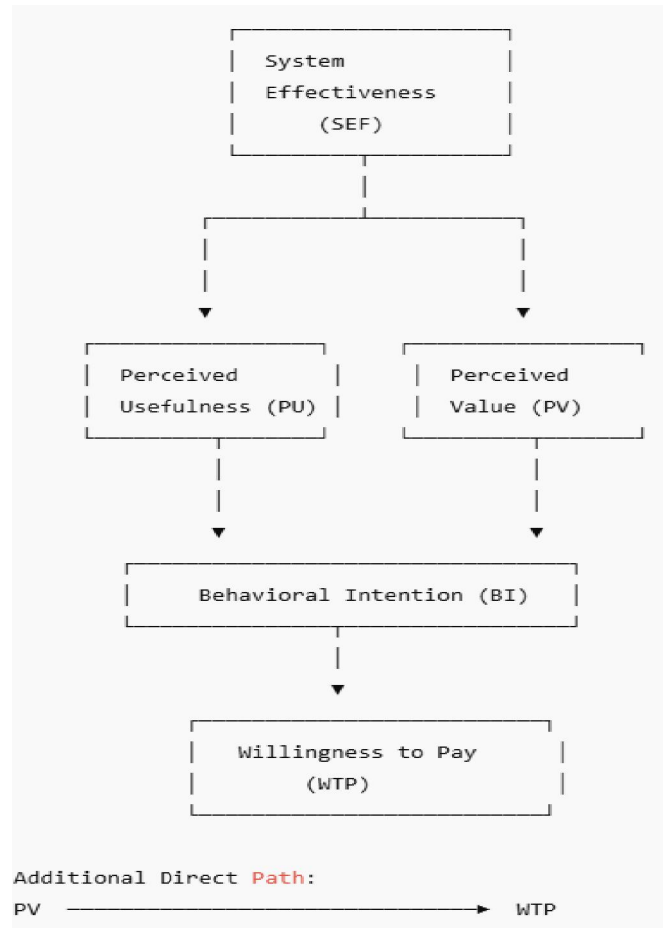 System
Effectiveness
(SEF)
Perceived
Usefulness (PU)
Perceived
Value (PV)
Behavioral Intention (BI)
Willingness to Pay
(WTP)
Additional Direct Path:
PV WTP